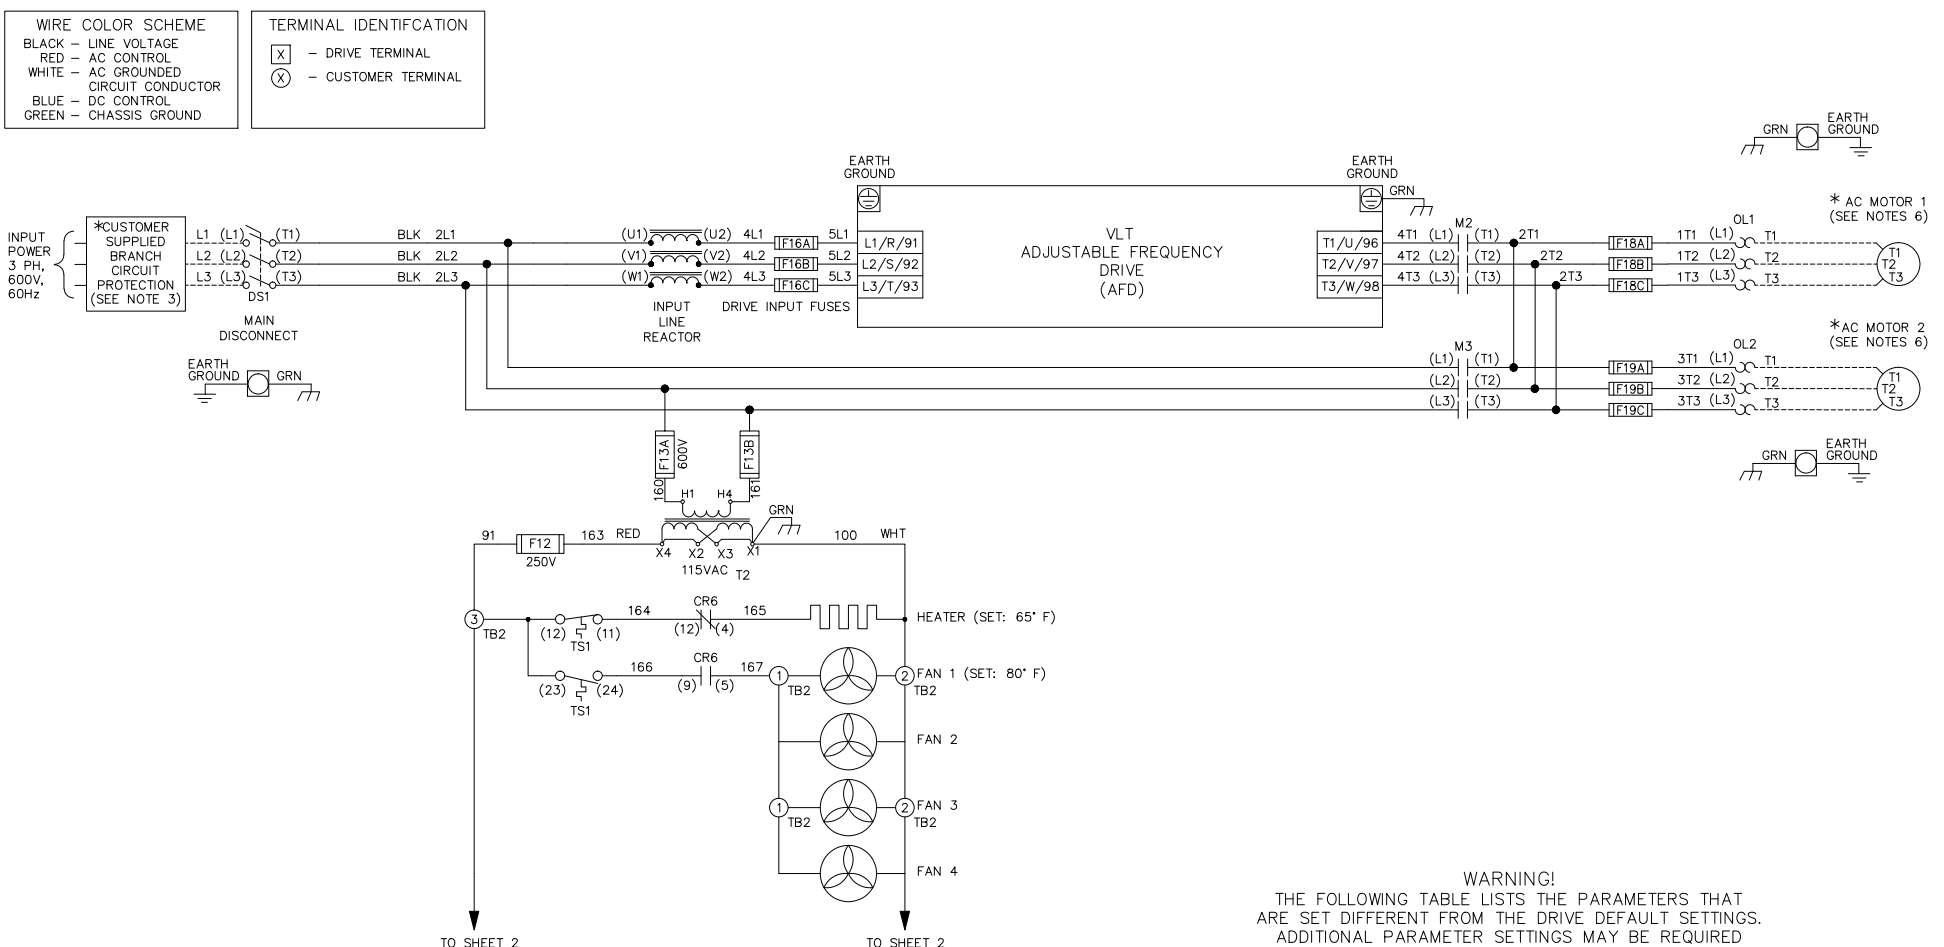 WIRE COLOR SCHEME
BLACK – LINE VOLTAGE
RED – AC CONTROL
WHITE – AC GROUNDED
CIRCUIT CONDUCTOR
BLUE – DC CONTROL
GREEN – CHASSIS GROUND
TERMINAL IDENTIFCATION
X – DRIVE TERMINAL
X – CUSTOMER TERMINAL
INPUT
POWER
3 PH,
600V,
60Hz
*CUSTOMER
SUPPLIED
BRANCH
CIRCUIT
PROTECTION
(SEE NOTE 3)
L1 (L1) (T1) BLK 2L1 (U1) (U2) 4L1 F16A 5L1 L1/R/91
L2 (L2) (T2) BLK 2L2 (V1) (V2) 4L2 F16B 5L2 L2/S/92
L3 (L3) (T3) BLK 2L3 (W1) (W2) 4L3 F16C 5L3 L3/T/93
DS1
MAIN
DISCONNECT
INPUT
LINE
REACTOR
DRIVE INPUT FUSES
EARTH
GROUND
GRN
EARTH
GROUND
VLT
ADJUSTABLE FREQUENCY
DRIVE
(AFD)
EARTH
GROUND
GRN
M2
T1/U/96 4T1 (L1) (T1) 2T1 F18A 1T1 (L1) T1
T2/V/97 4T2 (L2) (T2) 2T2 F18B 1T2 (L2) T2
T3/W/98 4T3 (L3) (T3) 2T3 F18C 1T3 (L3) T3
OL1
GRN
EARTH
GROUND
* AC MOTOR 1
(SEE NOTES 6)
T1
T2
T3
M3
(L1) (T1) F19A 3T1 (L1) T1
(L2) (T2) F19B 3T2 (L2) T2
(L3) (T3) F19C 3T3 (L3) T3
OL2
*AC MOTOR 2
(SEE NOTES 6)
T1
T2
T3
GRN
EARTH
GROUND
F13A
600V
F13B
160
161
H1 H4
GRN
91 F12 163 RED
250V
X4 X2 X3 X1
115VAC T2
100 WHT
3
TB2
(12) (11)
TS1
164
CR6
(12) (4)
165
HEATER (SET: 65° F)
(23) (24)
TS1
166
CR6
(9) (5)
167
1
TB2
2
TB2
FAN 1 (SET: 80° F)
FAN 2
1
TB2
2
TB2
FAN 3
FAN 4
TO SHEET 2
TO SHEET 2
WARNING!
THE FOLLOWING TABLE LISTS THE PARAMETERS THAT
ARE SET DIFFERENT FROM THE DRIVE DEFAULT SETTINGS.
ADDITIONAL PARAMETER SETTINGS MAY BE REQUIRED